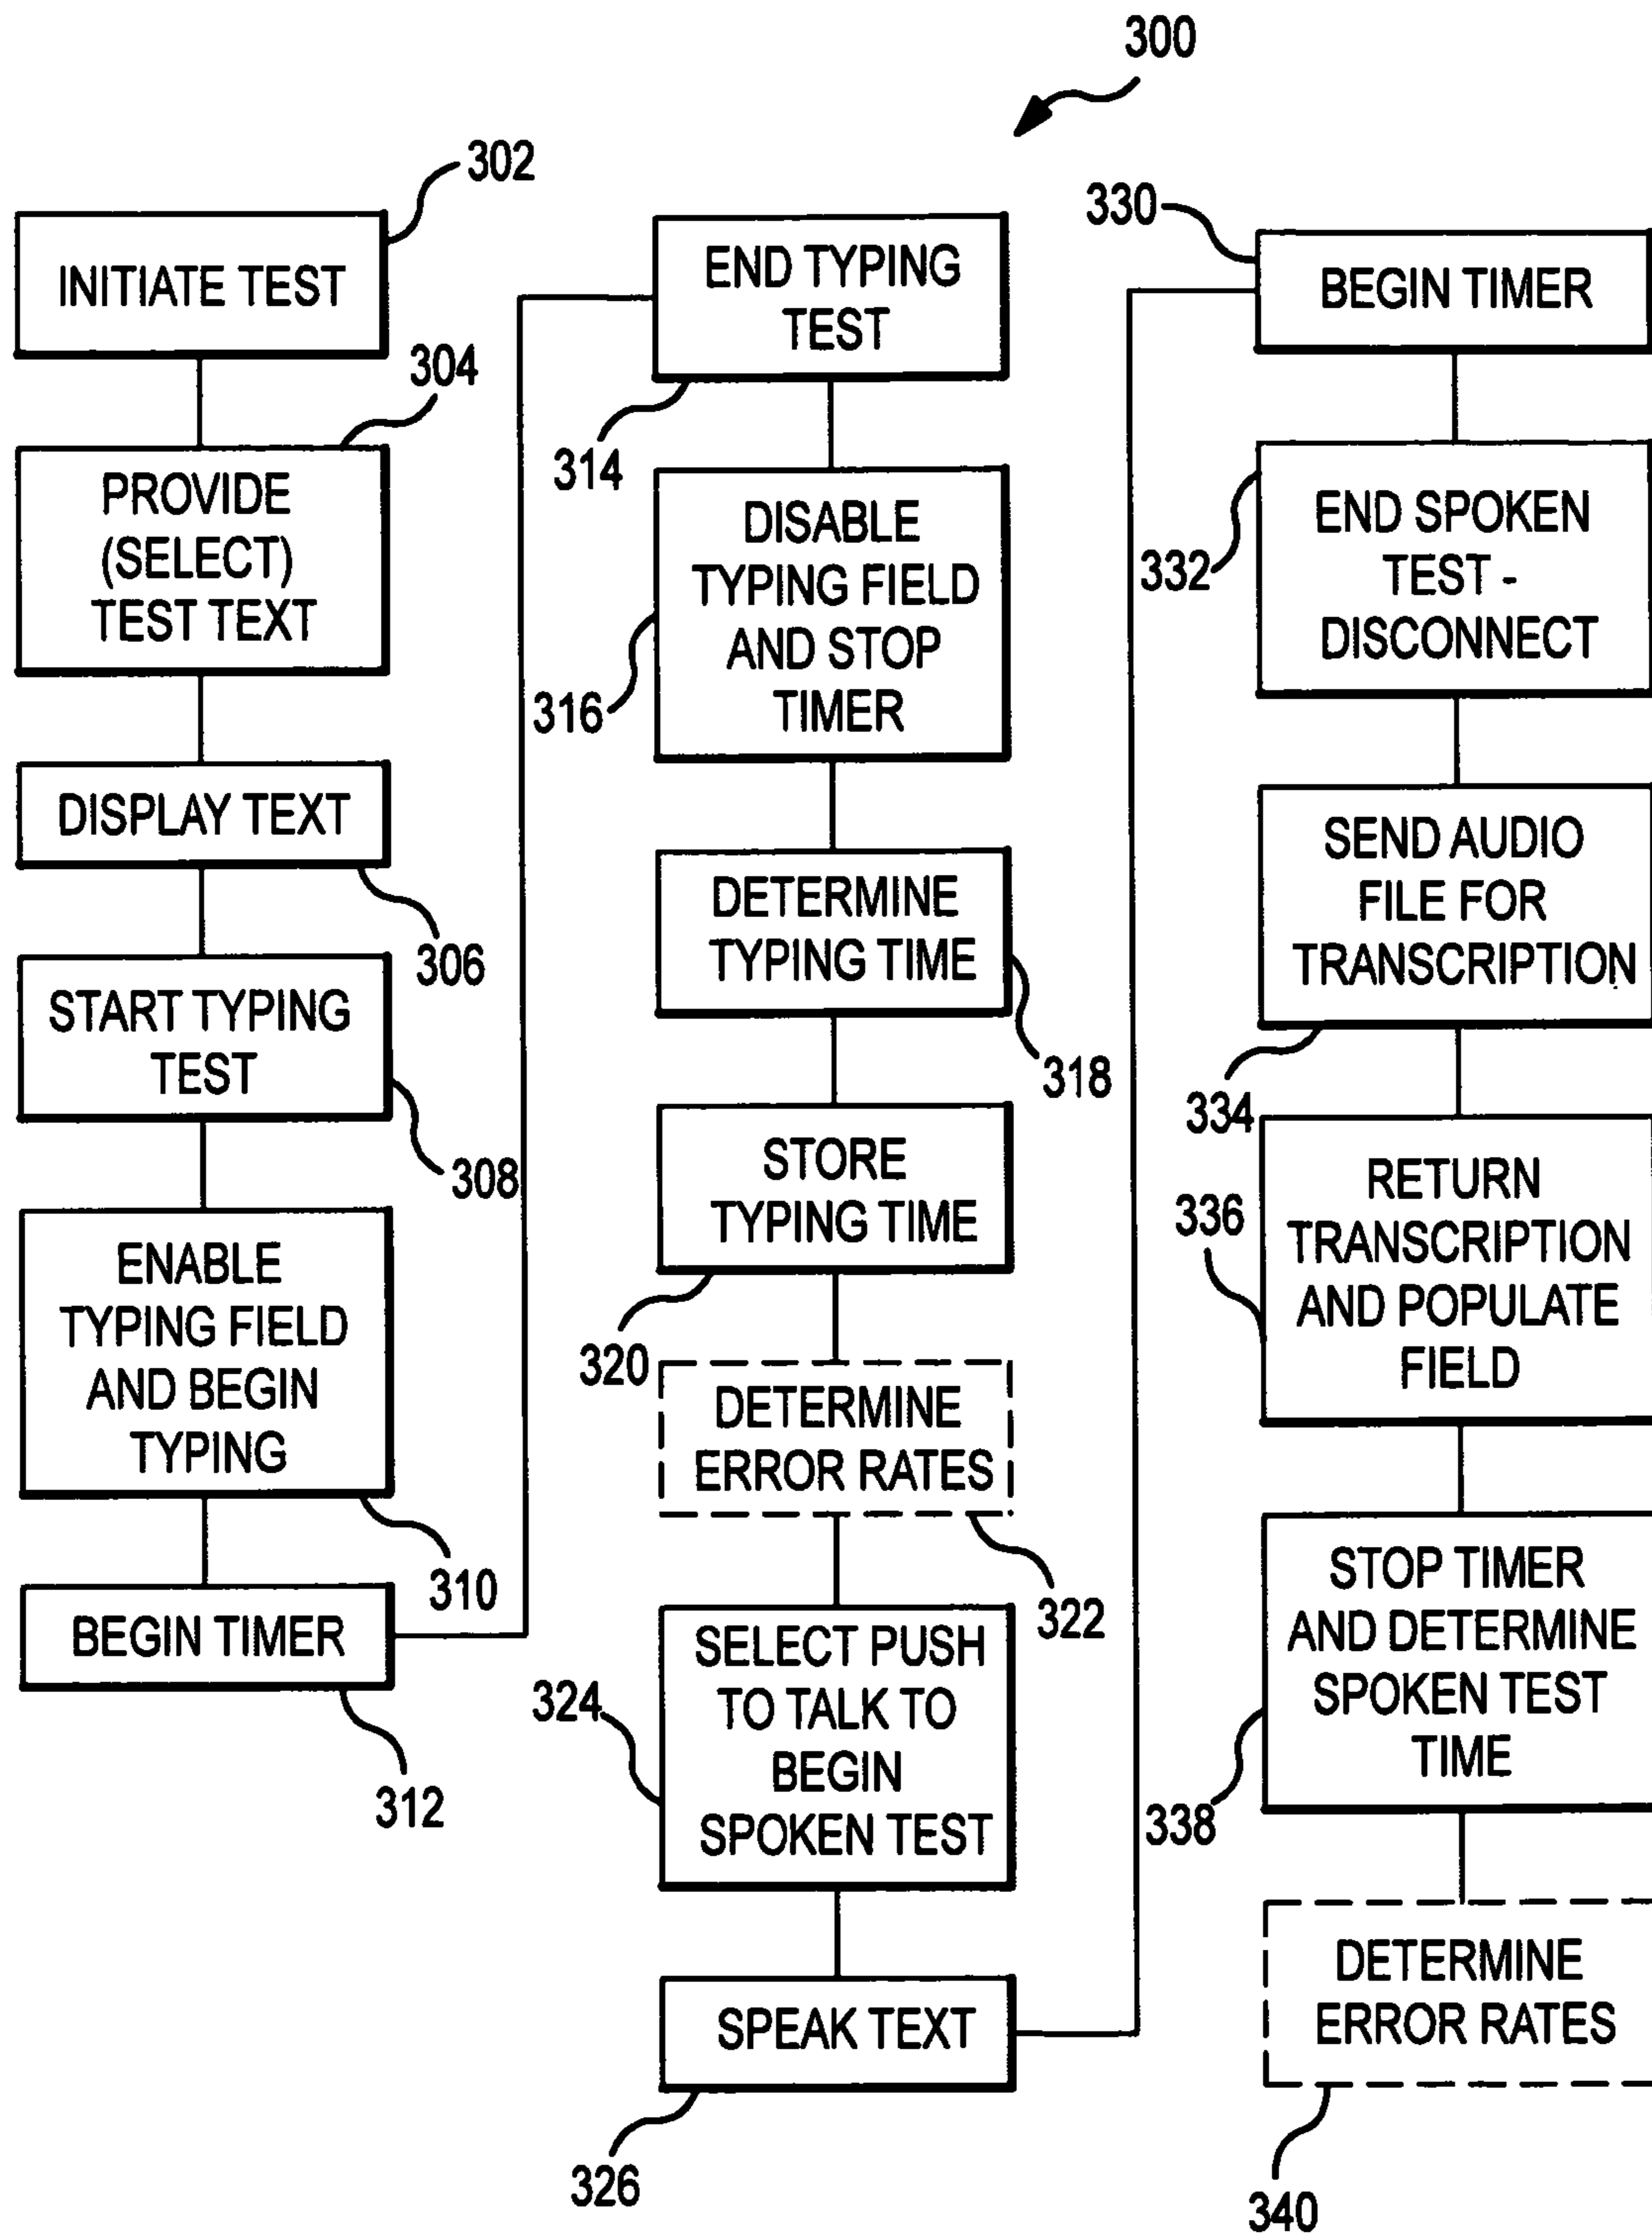 300
302
INITIATE TEST
304
PROVIDE
(SELECT)
TEST TEXT
DISPLAY TEXT
306
START TYPING
TEST
308
ENABLE
TYPING FIELD
AND BEGIN
TYPING
310
BEGIN TIMER
312
END TYPING
TEST
314
DISABLE
TYPING FIELD
AND STOP
TIMER
316
DETERMINE
TYPING TIME
318
STORE
TYPING TIME
320
DETERMINE
ERROR RATES
322
SELECT PUSH
TO TALK TO
BEGIN
SPOKEN TEST
324
SPEAK TEXT
326
330
BEGIN TIMER
332
END SPOKEN
TEST -
DISCONNECT
SEND AUDIO
FILE FOR
TRANSCRIPTION
334
RETURN
TRANSCRIPTION
AND POPULATE
FIELD
336
STOP TIMER
AND DETERMINE
SPOKEN TEST
TIME
338
DETERMINE
ERROR RATES
340